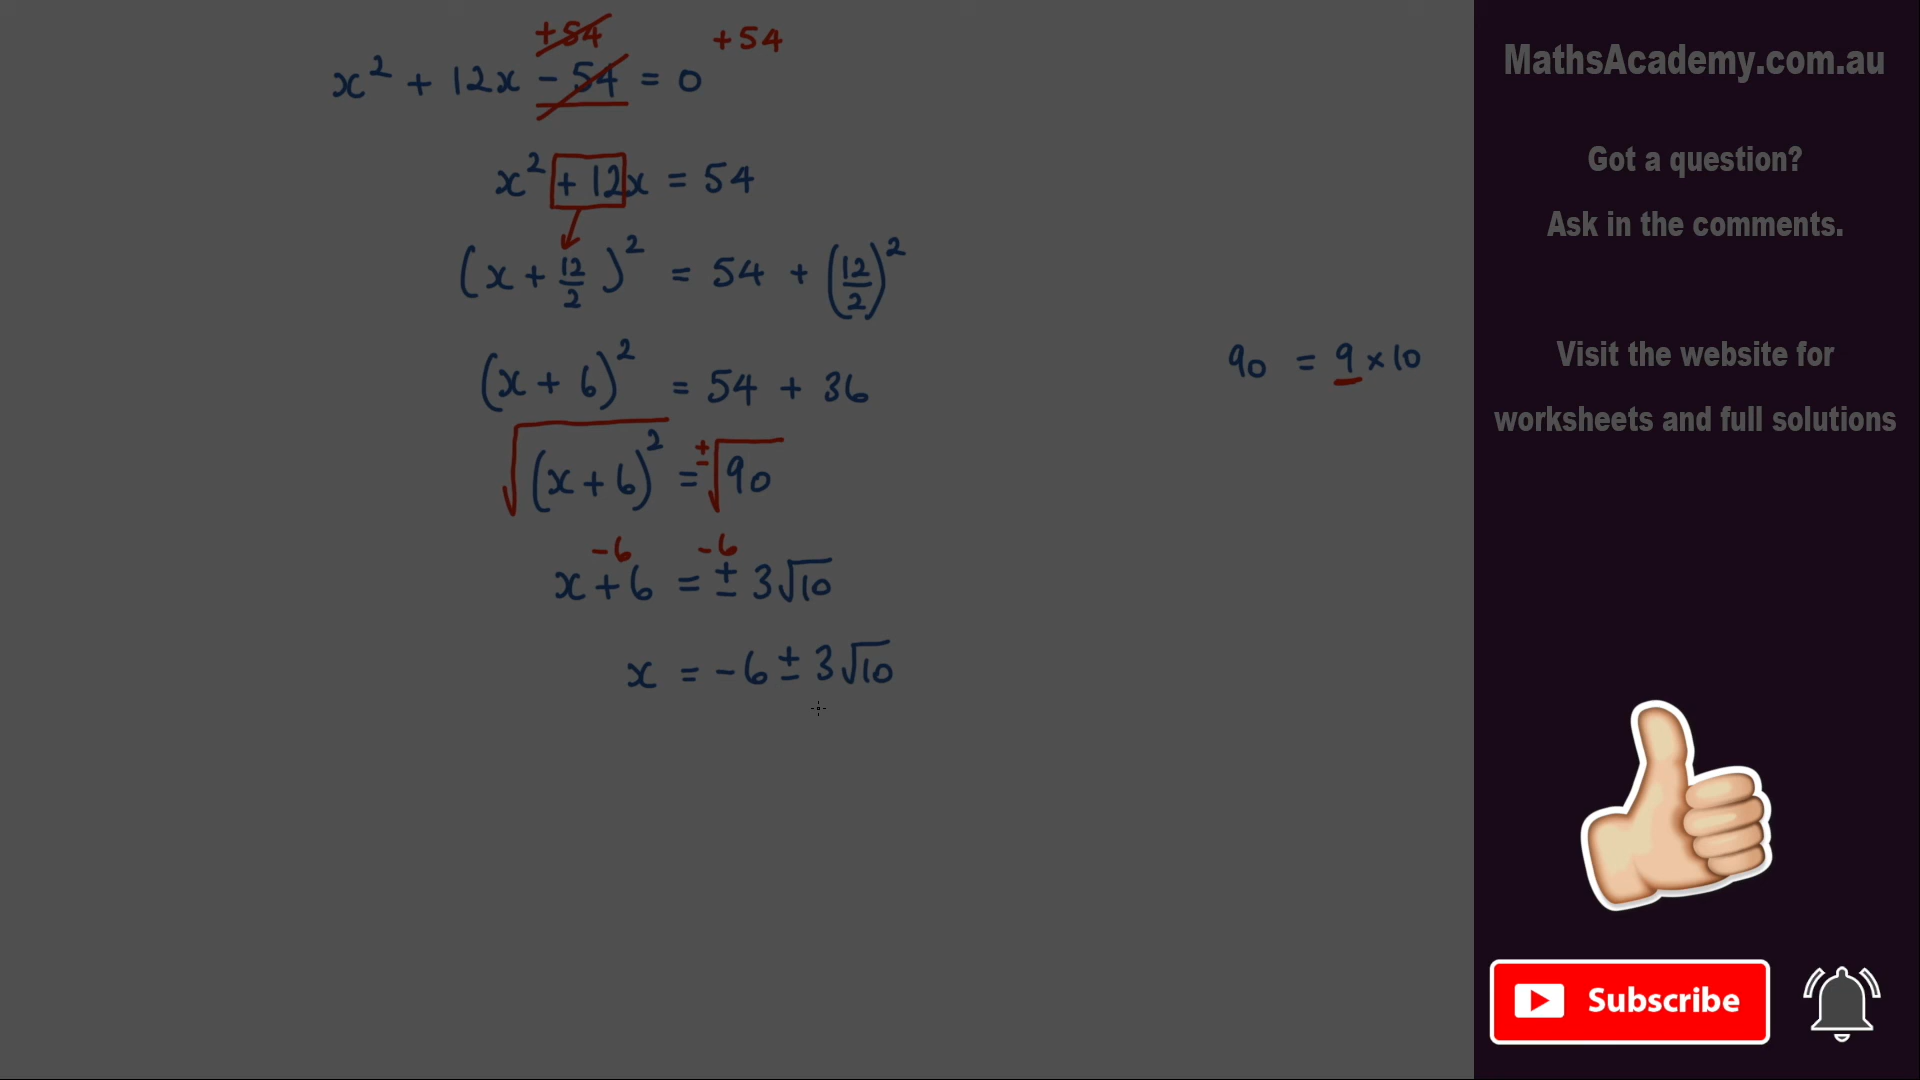 +54 +54
x² + 12x - 54 = 0
x² + 12x = 54
(x + 12/2)² = 54 + (12/2)²
(x + 6)² = 54 + 36
√(x + 6)² = ±√90
-6 -6
x + 6 = ± 3√10
x = -6 ± 3√10
90 = 9 × 10
MathsAcademy.com.au
Got a question?
Ask in the comments.
Visit the website for
worksheets and full solutions
Subscribe